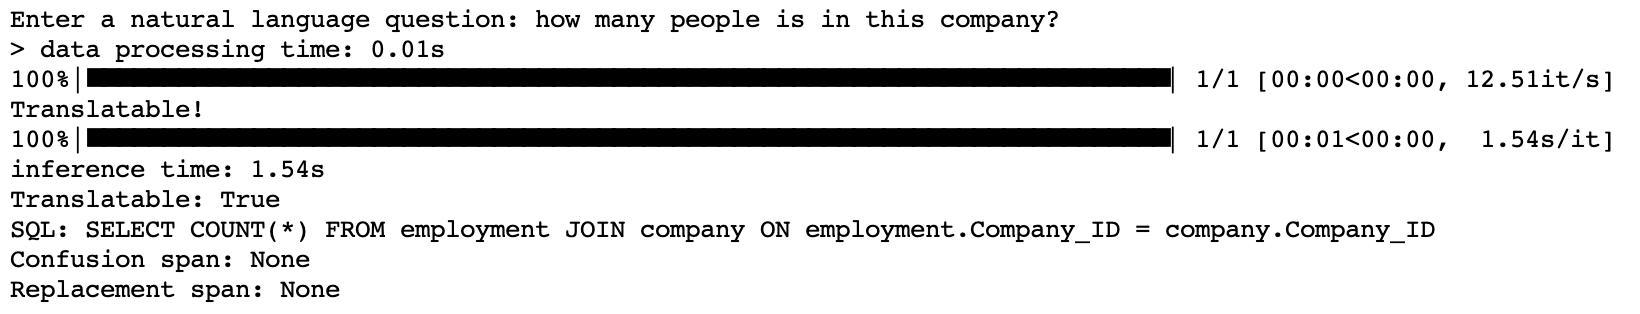 Enter a natural language question: how many people is in this company?
> data processing time: 0.01s
100%| 1/1 [00:00<00:00, 12.51it/s]
Translatable!
100%| 1/1 [00:01<00:00,  1.54s/it]
inference time: 1.54s
Translatable: True
SQL: SELECT COUNT(*) FROM employment JOIN company ON employment.Company_ID = company.Company_ID
Confusion span: None
Replacement span: None